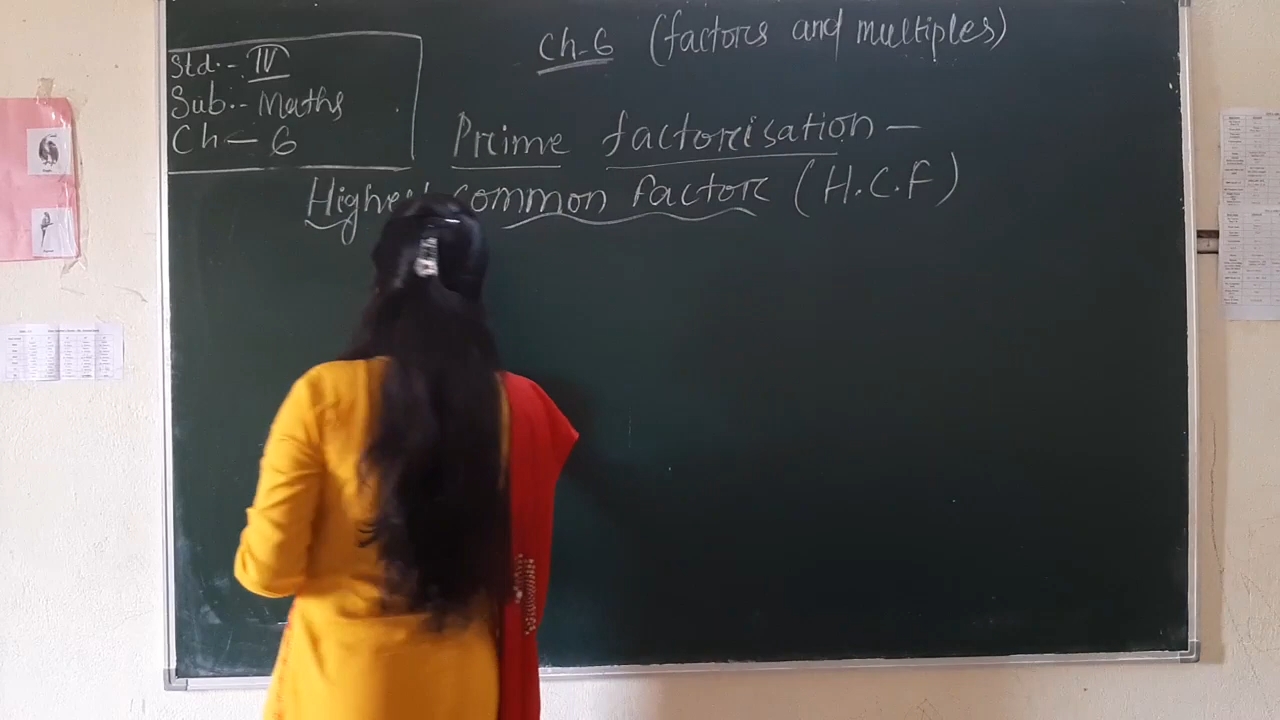 Std.- IV
Sub.- Maths
Ch - 6
Ch-6 (factors and multiples)
Prime factorisation -
common factor (H.C.F)